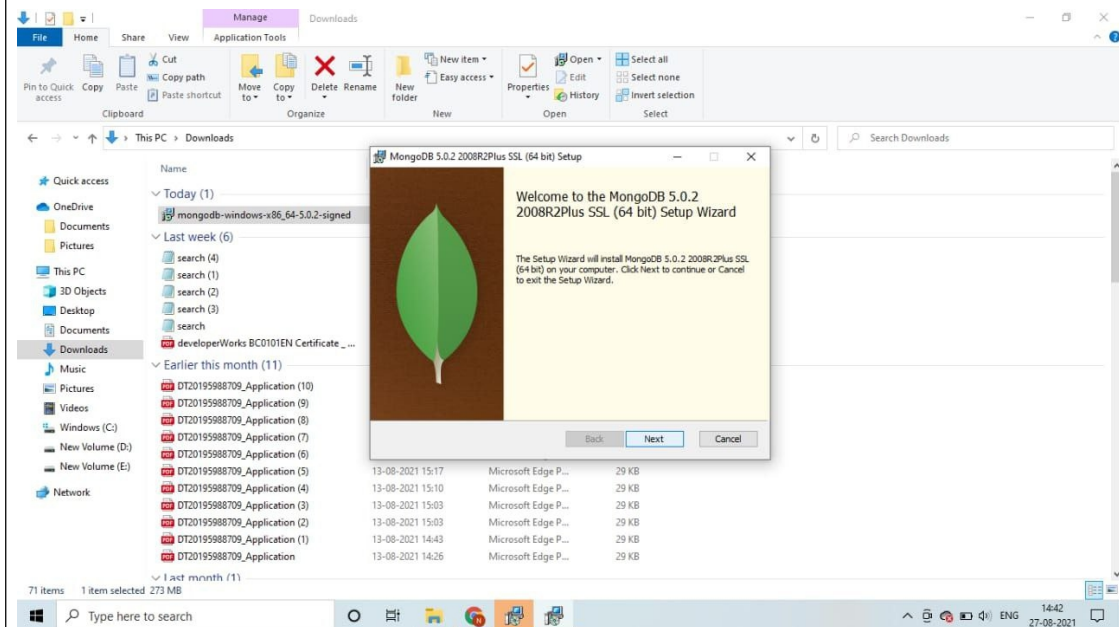 Manage
Downloads
File Home Share View Application Tools
Pin to Quick access
Copy
Paste
Cut
Copy path
Paste shortcut
Clipboard
Move to
Copy to
Delete
Rename
Organize
New folder
New item
Easy access
New
Properties
Open
Edit
History
Open
Select all
Select none
Invert selection
Select
This PC > Downloads
Search Downloads
Quick access
OneDrive
Documents
Pictures
This PC
3D Objects
Desktop
Documents
Downloads
Music
Pictures
Videos
Windows (C:)
New Volume (D:)
New Volume (E:)
Network
Name
Today (1)
mongodb-windows-x86_64-5.0.2-signed
Last week (6)
search (4)
search (1)
search (2)
search (3)
search
developerWorks BC0101EN Certificate _ ...
Earlier this month (11)
DT20195988709_Application (10)
DT20195988709_Application (9)
DT20195988709_Application (8)
DT20195988709_Application (7)
DT20195988709_Application (6)
DT20195988709_Application (5) 13-08-2021 15:17 Microsoft Edge P... 29 KB
DT20195988709_Application (4) 13-08-2021 15:10 Microsoft Edge P... 29 KB
DT20195988709_Application (3) 13-08-2021 15:03 Microsoft Edge P... 29 KB
DT20195988709_Application (2) 13-08-2021 15:03 Microsoft Edge P... 29 KB
DT20195988709_Application (1) 13-08-2021 14:43 Microsoft Edge P... 29 KB
DT20195988709_Application 13-08-2021 14:26 Microsoft Edge P... 29 KB
Last month (1)
MongoDB 5.0.2 2008R2Plus SSL (64 bit) Setup
Welcome to the MongoDB 5.0.2
2008R2Plus SSL (64 bit) Setup Wizard
The Setup Wizard will install MongoDB 5.0.2 2008R2Plus SSL
(64 bit) on your computer. Click Next to continue or Cancel
to exit the Setup Wizard.
Back Next Cancel
71 items 1 item selected 273 MB
Type here to search
ENG
14:42
27-08-2021